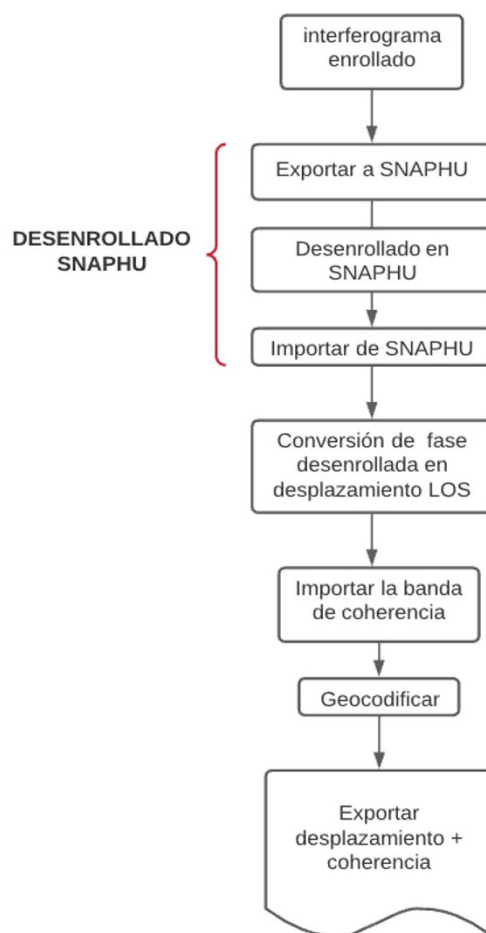 interferograma
enrollado
Exportar a SNAPHU
DESENROLLADO
SNAPHU
Desenrollado en
SNAPHU
Importar de SNAPHU
Conversión de fase
desenrollada en
desplazamiento LOS
Importar la banda
de coherencia
Geocodificar
Exportar
desplazamiento +
coherencia